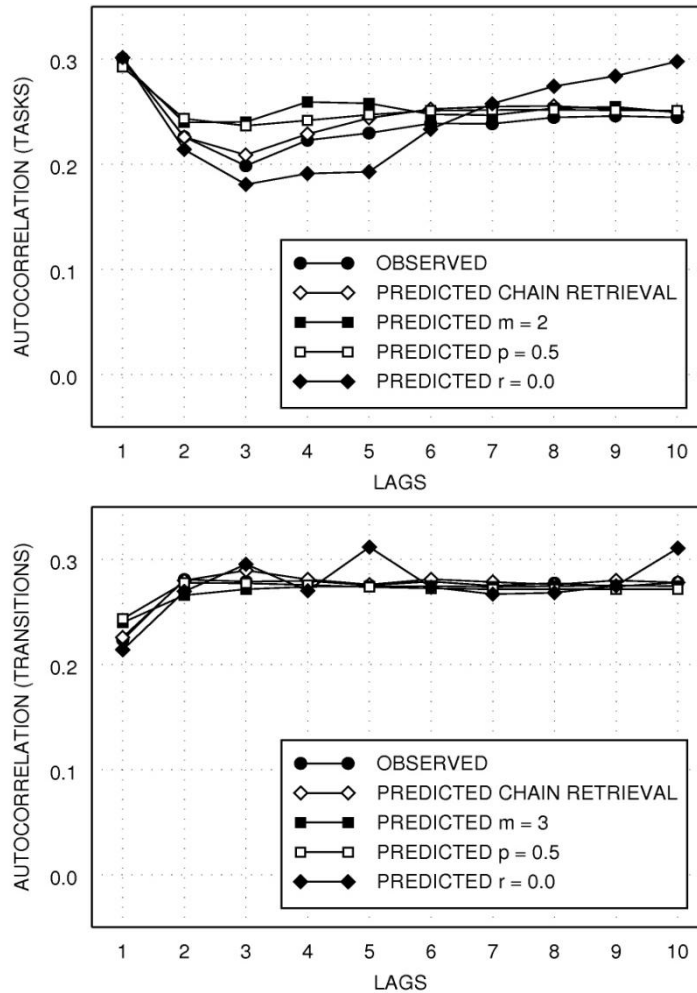 AUTOCORRELATION (TASKS)
0.3
0.2
0.1
0.0
OBSERVED
PREDICTED CHAIN RETRIEVAL
PREDICTED m = 2
PREDICTED p = 0.5
PREDICTED r = 0.0
1 2 3 4 5 6 7 8 9 10
LAGS
AUTOCORRELATION (TRANSITIONS)
0.3
0.2
0.1
0.0
OBSERVED
PREDICTED CHAIN RETRIEVAL
PREDICTED m = 3
PREDICTED p = 0.5
PREDICTED r = 0.0
1 2 3 4 5 6 7 8 9 10
LAGS